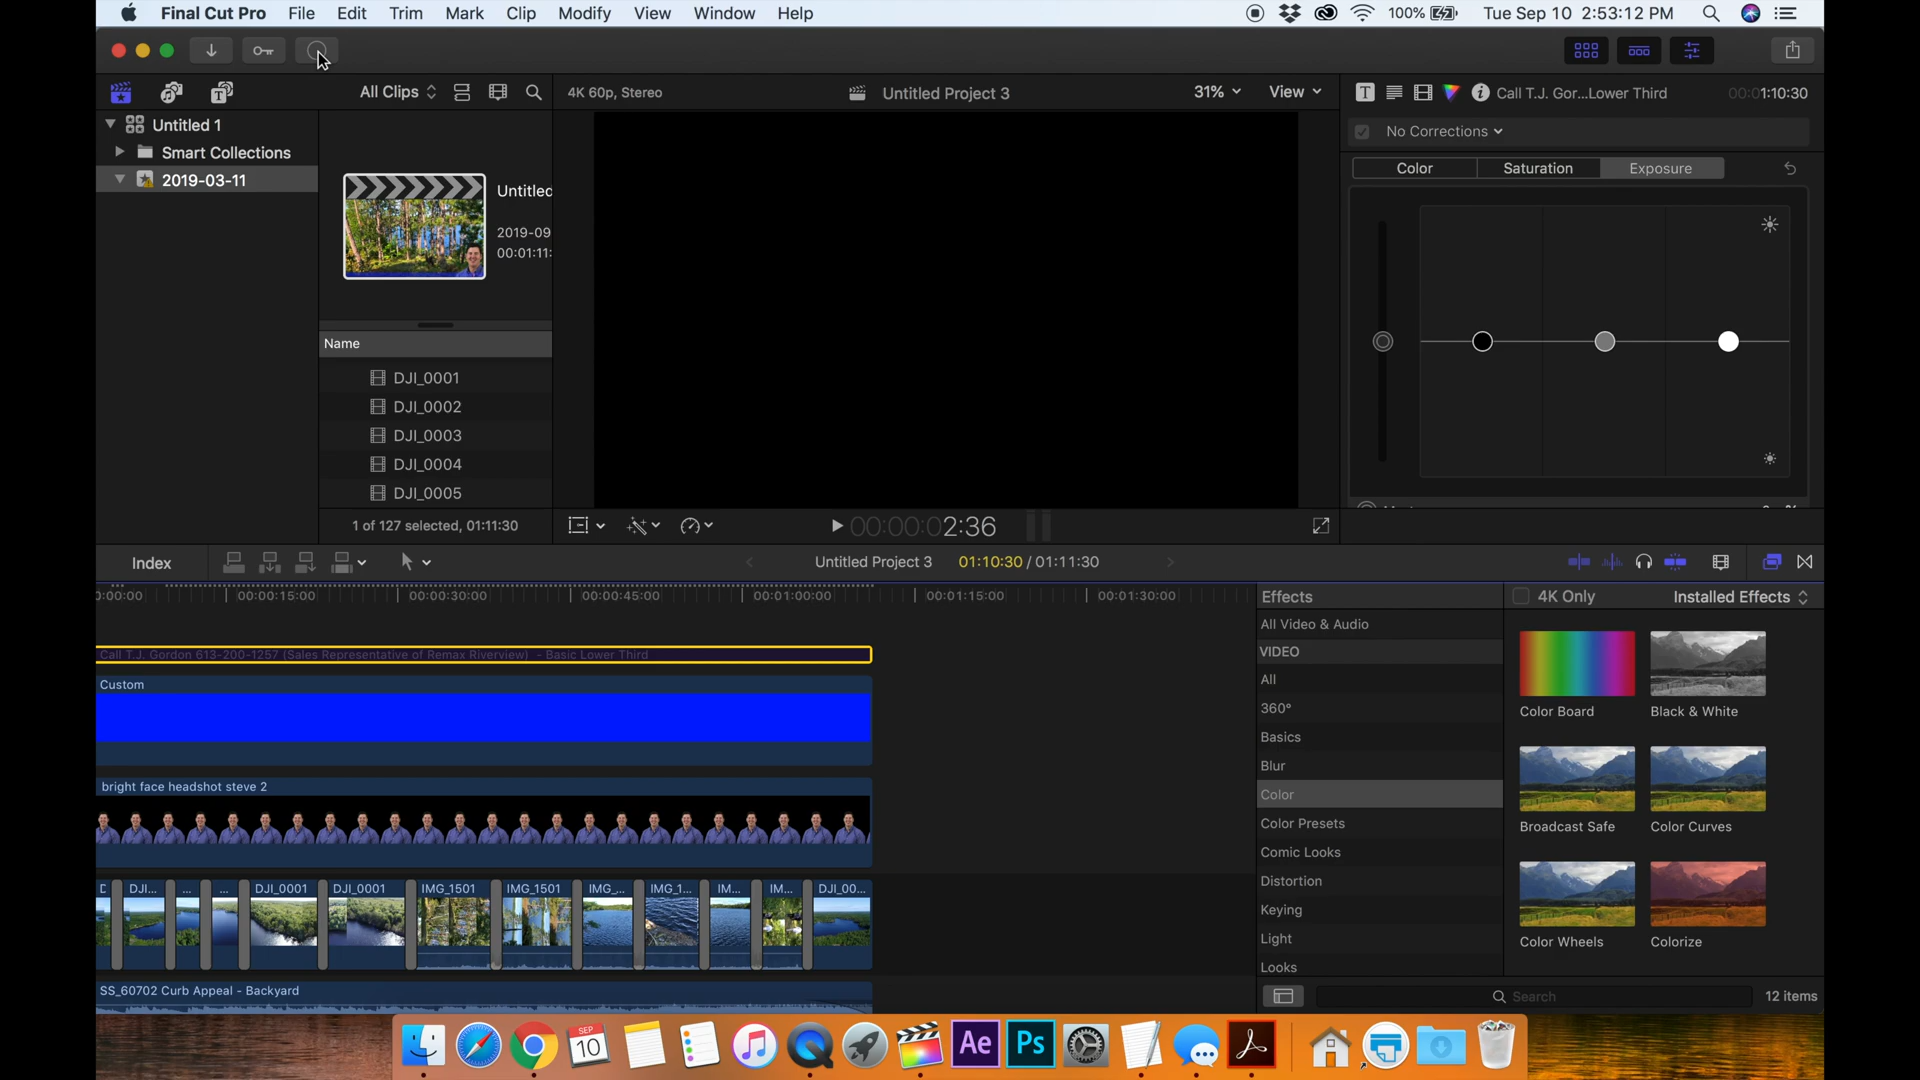 Final Cut Pro File Edit Trim Mark Clip Modify View Window Help 100% Tue Sep 10 2:53:12 PM
All Clips
4K 60p, Stereo
Untitled Project 3
31%
View
Call T.J. Gor...Lower Third
00:01:10:30
No Corrections
Color Saturation Exposure
Untitled 1
Smart Collections
2019-03-11
Untitled
2019-09
00:01:11:
Name
DJI_0001
DJI_0002
DJI_0003
DJI_0004
DJI_0005
1 of 127 selected, 01:11:30
00:00:02:36
Index
Untitled Project 3
01:10:30 / 01:11:30
0:00:00 00:00:15:00 00:00:30:00 00:00:45:00 00:01:00:00 00:01:15:00 00:01:30:00
Call T.J. Gordon 613-200-1257 (Sales Representative of Remax Riverview) - Basic Lower Third
Custom
bright face headshot steve 2
DJI... ... ... DJI_0001 DJI_0001 IMG_1501 IMG_1501 IMG_... IMG_1... IM... IM... DJI_00...
SS_60702 Curb Appeal - Backyard
Effects
4K Only
Installed Effects
All Video & Audio
VIDEO
All
360°
Basics
Blur
Color
Color Presets
Comic Looks
Distortion
Keying
Light
Looks
Color Board
Black & White
Broadcast Safe
Color Curves
Color Wheels
Colorize
Search
12 items
SEP
10
Ae
Ps